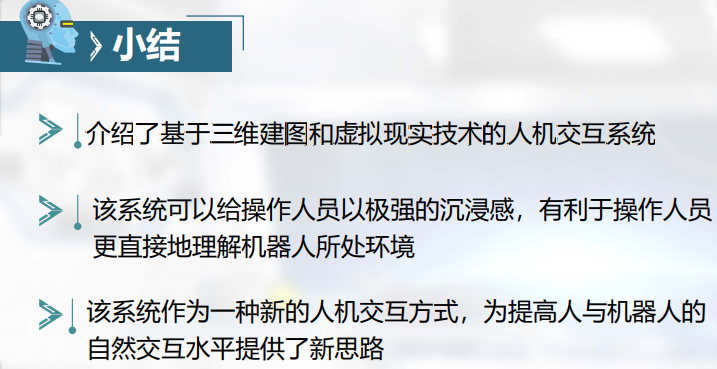 小结
介绍了基于三维建图和虚拟现实技术的人机交互系统
该系统可以给操作人员以极强的沉浸感，有利于操作人员
更直接地理解机器人所处环境
该系统作为一种新的人机交互方式，为提高人与机器人的
自然交互水平提供了新思路